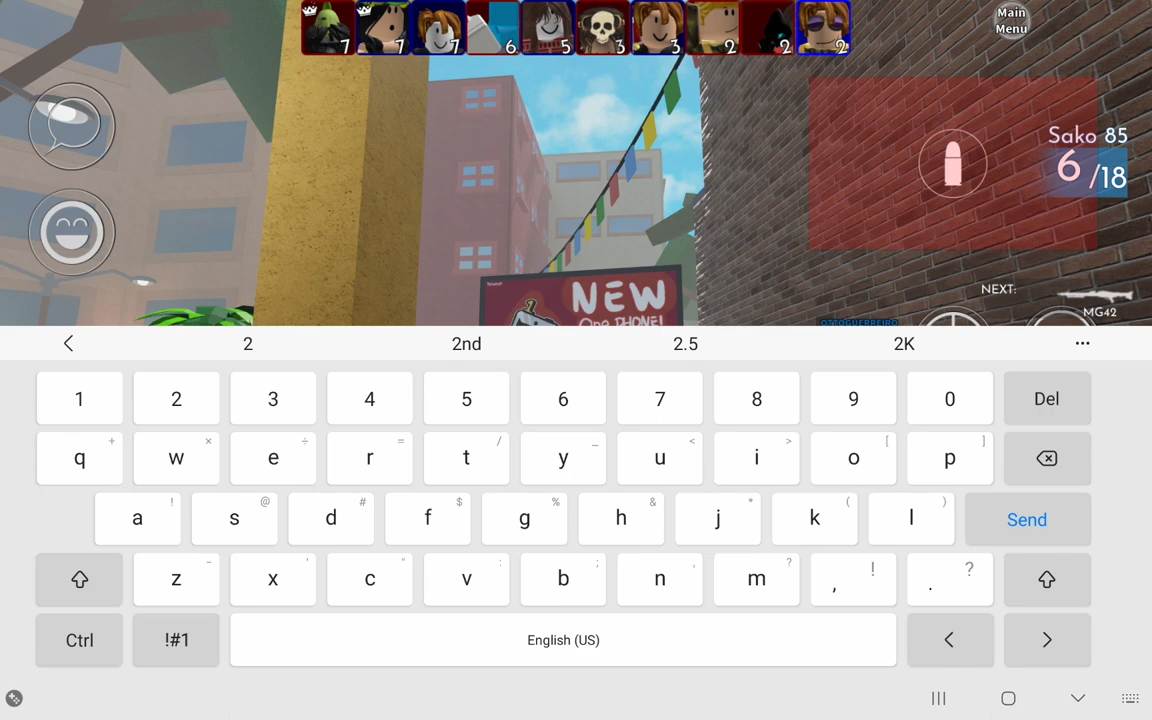 7 7 7 6 5 3 3 2 2 2
Main
Menu
Sako 85
6 /18
NEXT:
MG42
NEW
One PHONE!
OTTOGUERREIRO
2 2nd 2.5 2K ...
1 2 3 4 5 6 7 8 9 0 Del
+ × ÷ = / _ < > [ ]
q w e r t y u i o p
! @ # $ % & * ( )
a s d f g h j k l Send
- ' " : ; , ? ! ?
z x c v b n m , .
Ctrl !#1 English (US) < >